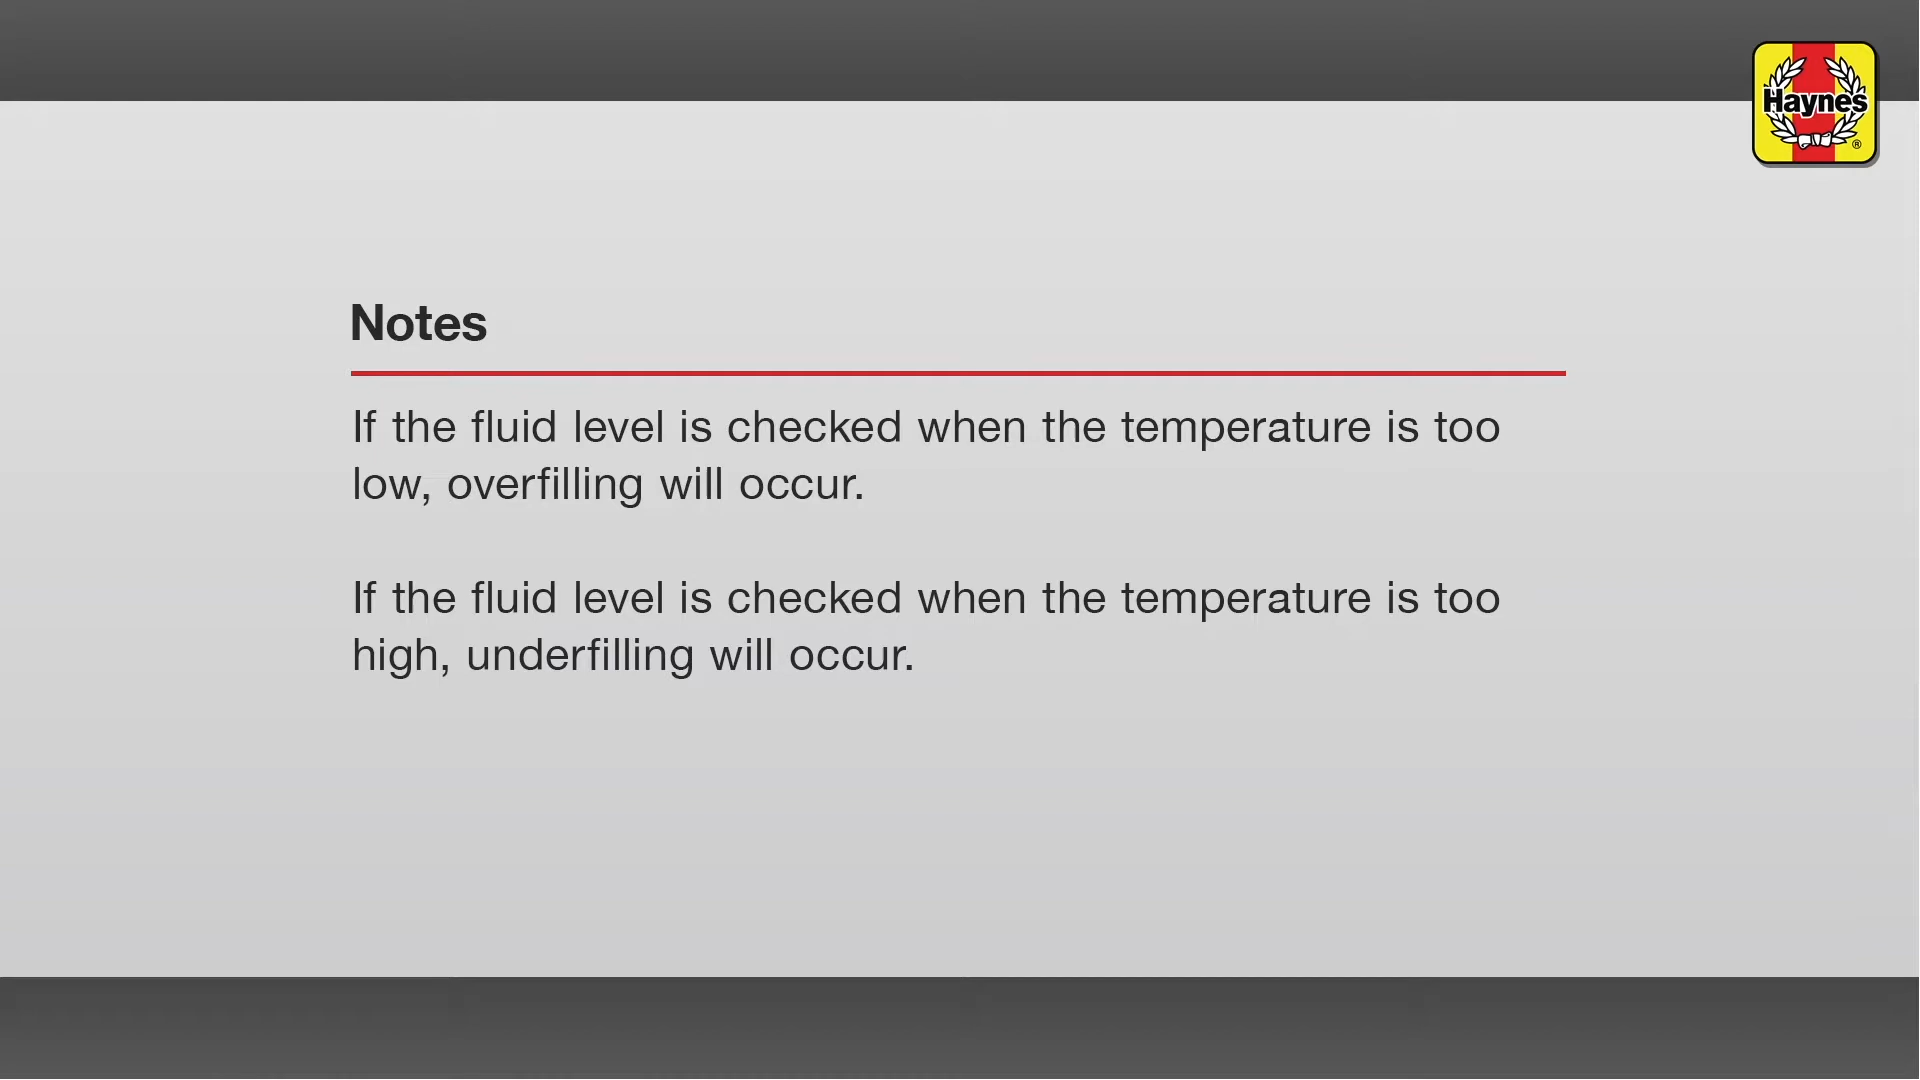 Haynes
®
Notes
If the fluid level is checked when the temperature is too
low, overfilling will occur.
If the fluid level is checked when the temperature is too
high, underfilling will occur.